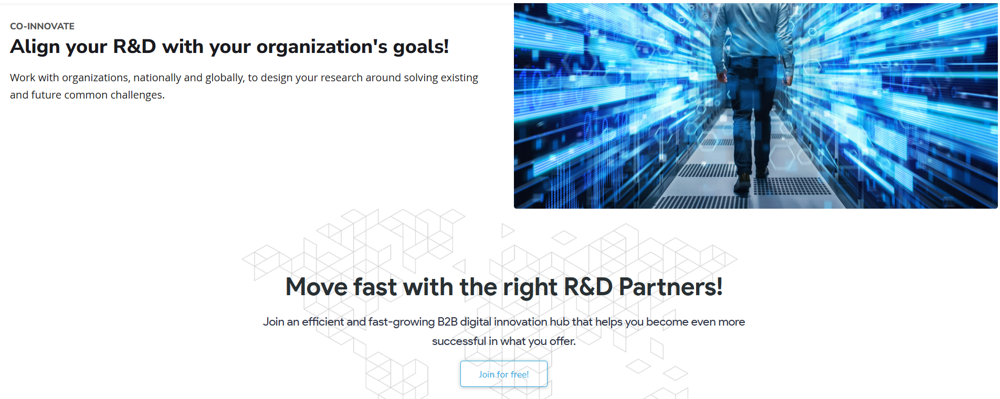 CO-INNOVATE
Align your R&D with your organization's goals!
Work with organizations, nationally and globally, to design your research around solving existing
and future common challenges.
Move fast with the right R&D Partners!
Join an efficient and fast-growing B2B digital innovation hub that helps you become even more
successful in what you offer.
Join for free!